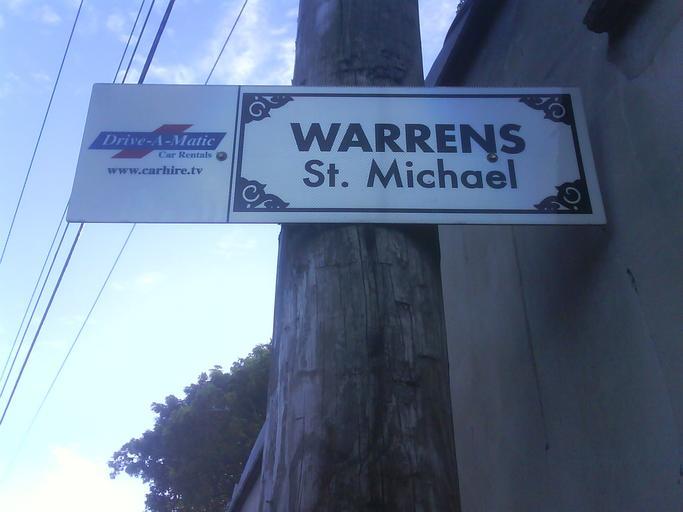 Drive-A-Matic
Car Rentals
www.carhire.tv
WARRENS
St. Michael